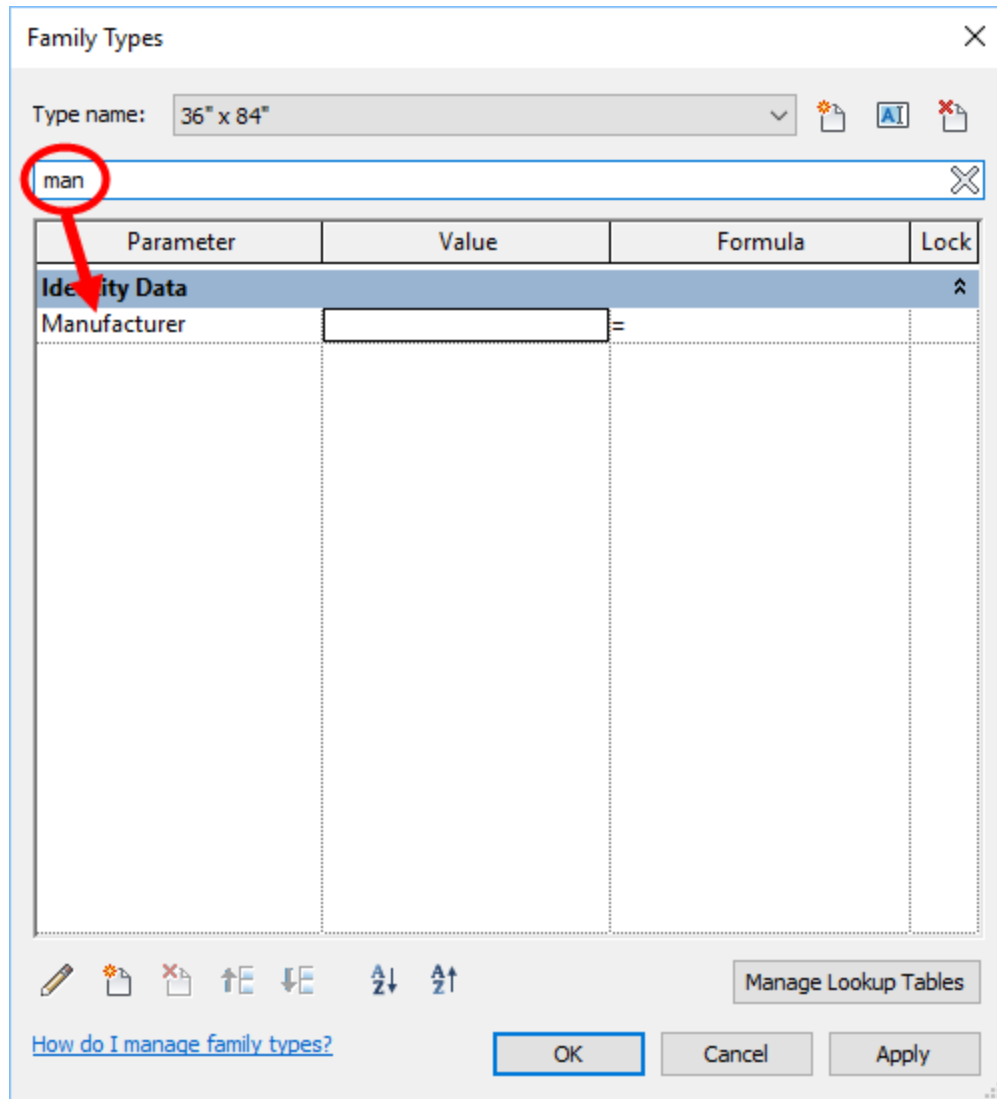 Family Types
Type name: 36" x 84"
man
Parameter Value Formula Lock
Identity Data
Manufacturer =
Manage Lookup Tables
How do I manage family types? OK Cancel Apply